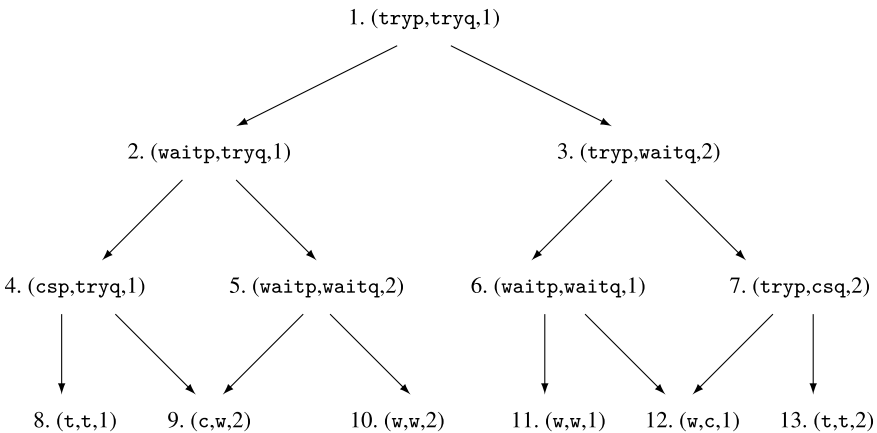 1. (tryp,tryq,1)
2. (waitp,tryq,1)
3. (tryp,waitq,2)
4. (csp,tryq,1)
5. (waitp,waitq,2)
6. (waitp,waitq,1)
7. (tryp,csq,2)
8. (t,t,1)
9. (c,w,2)
10. (w,w,2)
11. (w,w,1)
12. (w,c,1)
13. (t,t,2)